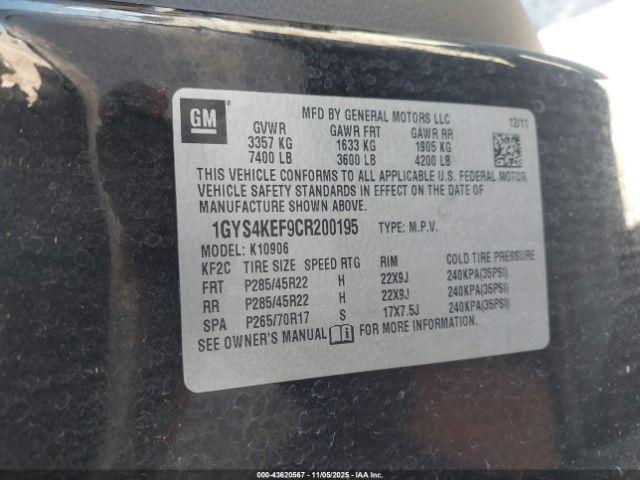 GM
MFD BY GENERAL MOTORS LLC
12/11
GVWR GAWR FRT GAWR RR
3357 KG 1633 KG 1905 KG
7400 LB 3600 LB 4200 LB
THIS VEHICLE CONFORMS TO ALL APPLICABLE U.S. FEDERAL MOTOR
VEHICLE SAFETY STANDARDS IN EFFECT ON THE DATE OF
MANUFACTURE SHOWN ABOVE.
1GYS4KEF9CR200195 TYPE: M.P.V.
MODEL: K10906
KF2C TIRE SIZE SPEED RTG RIM COLD TIRE PRESSURE
FRT P285/45R22 H 22X9J 240KPA(35PSI)
RR P285/45R22 H 22X9J 240KPA(35PSI)
SPA P265/70R17 S 17X7.5J 240KPA(35PSI)
SEE OWNER'S MANUAL FOR MORE INFORMATION.
000-43620567 - 11/05/2025 - IAAI.COM